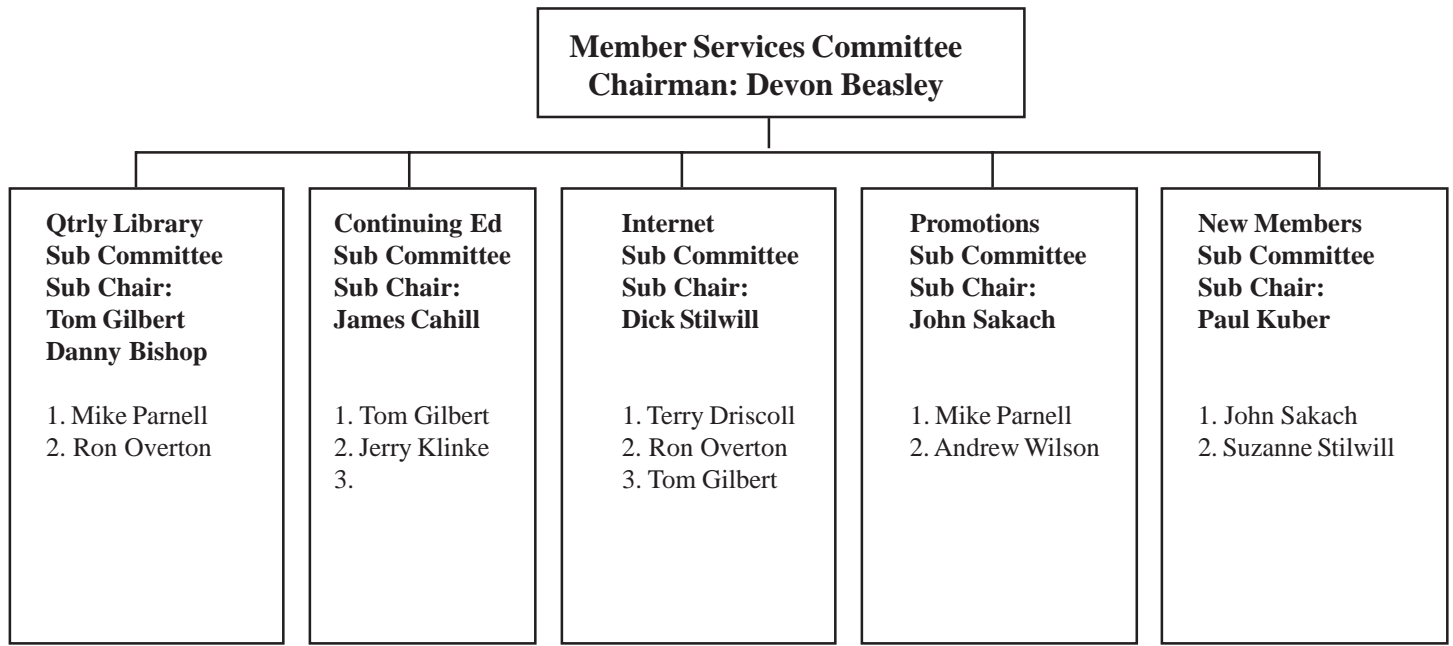 Member Services Committee
Chairman: Devon Beasley
Qtrly Library
Sub Committee
Sub Chair:
Tom Gilbert
Danny Bishop
1. Mike Parnell
2. Ron Overton
Continuing Ed
Sub Committee
Sub Chair:
James Cahill
1. Tom Gilbert
2. Jerry Klinke
3.
Internet
Sub Committee
Sub Chair:
Dick Stilwill
1. Terry Driscoll
2. Ron Overton
3. Tom Gilbert
Promotions
Sub Committee
Sub Chair:
John Sakach
1. Mike Parnell
2. Andrew Wilson
New Members
Sub Committee
Sub Chair:
Paul Kuber
1. John Sakach
2. Suzanne Stilwill